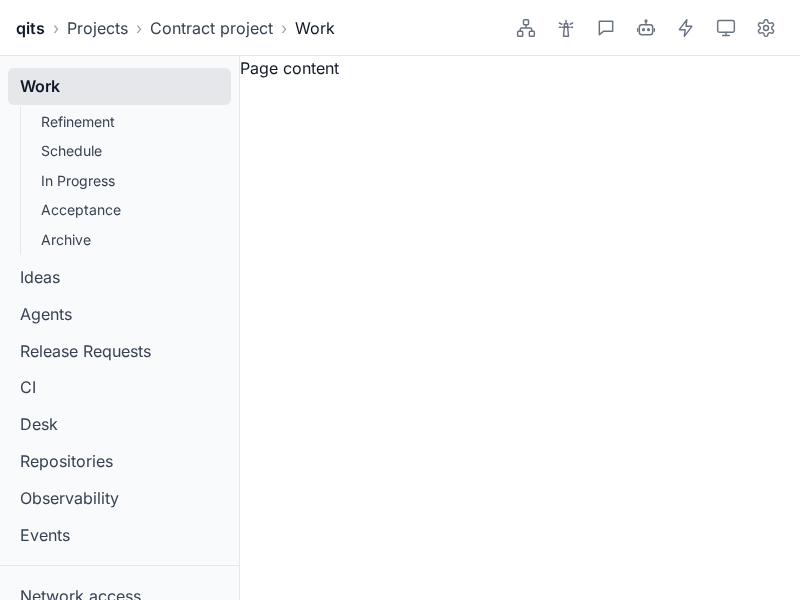 qits › Projects › Contract project › Work
Work
Page content
Refinement
Schedule
In Progress
Acceptance
Archive
Ideas
Agents
Release Requests
CI
Desk
Repositories
Observability
Events
Network access